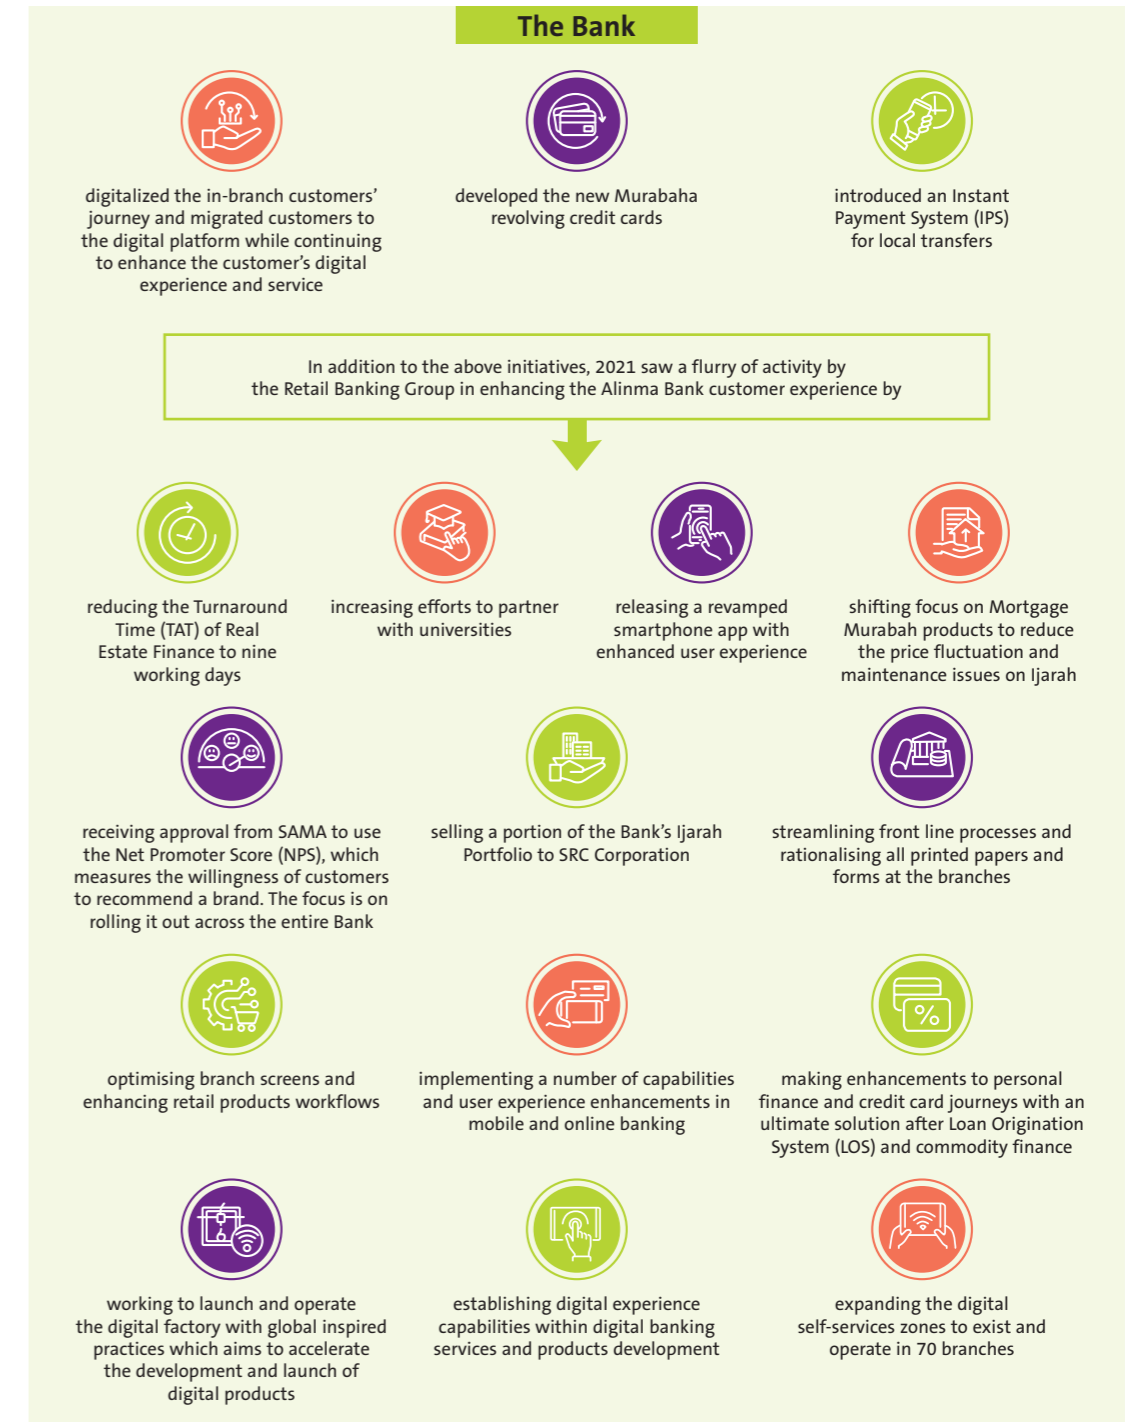 The Bank
digitalized the in-branch customers’
journey and migrated customers to
the digital platform while continuing
to enhance the customer’s digital
experience and service
developed the new Murabaha
revolving credit cards
introduced an Instant
Payment System (IPS)
for local transfers
In addition to the above initiatives, 2021 saw a flurry of activity by
the Retail Banking Group in enhancing the Alinma Bank customer experience by
reducing the Turnaround
Time (TAT) of Real
Estate Finance to nine
working days
increasing efforts to partner
with universities
releasing a revamped
smartphone app with
enhanced user experience
shifting focus on Mortgage
Murabah products to reduce
the price fluctuation and
maintenance issues on Ijarah
receiving approval from SAMA to use
the Net Promoter Score (NPS), which
measures the willingness of customers
to recommend a brand. The focus is on
rolling it out across the entire Bank
selling a portion of the Bank’s Ijarah
Portfolio to SRC Corporation
streamlining front line processes and
rationalising all printed papers and
forms at the branches
optimising branch screens and
enhancing retail products workflows
implementing a number of capabilities
and user experience enhancements in
mobile and online banking
%
making enhancements to personal
finance and credit card journeys with an
ultimate solution after Loan Origination
System (LOS) and commodity finance
working to launch and operate
the digital factory with global inspired
practices which aims to accelerate
the development and launch of
digital products
establishing digital experience
capabilities within digital banking
services and products development
expanding the digital
self-services zones to exist and
operate in 70 branches